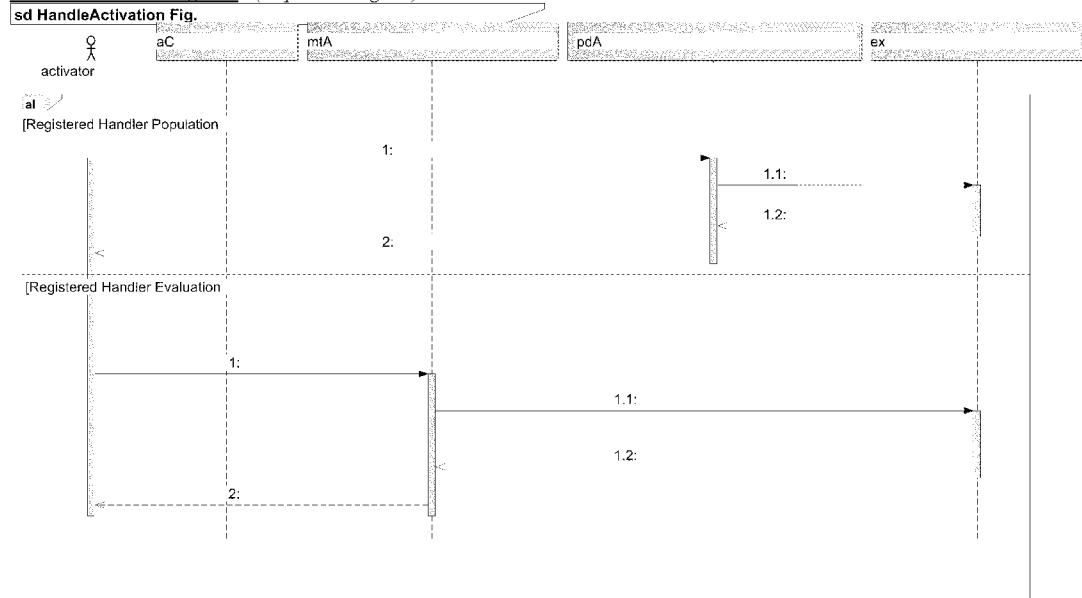 sd HandleActivation Fig.
aC
mtA
pdA
ex
activator
al
[Registered Handler Population
1:
1.1:
1.2:
2:
[Registered Handler Evaluation
1:
1.1:
1.2:
2: